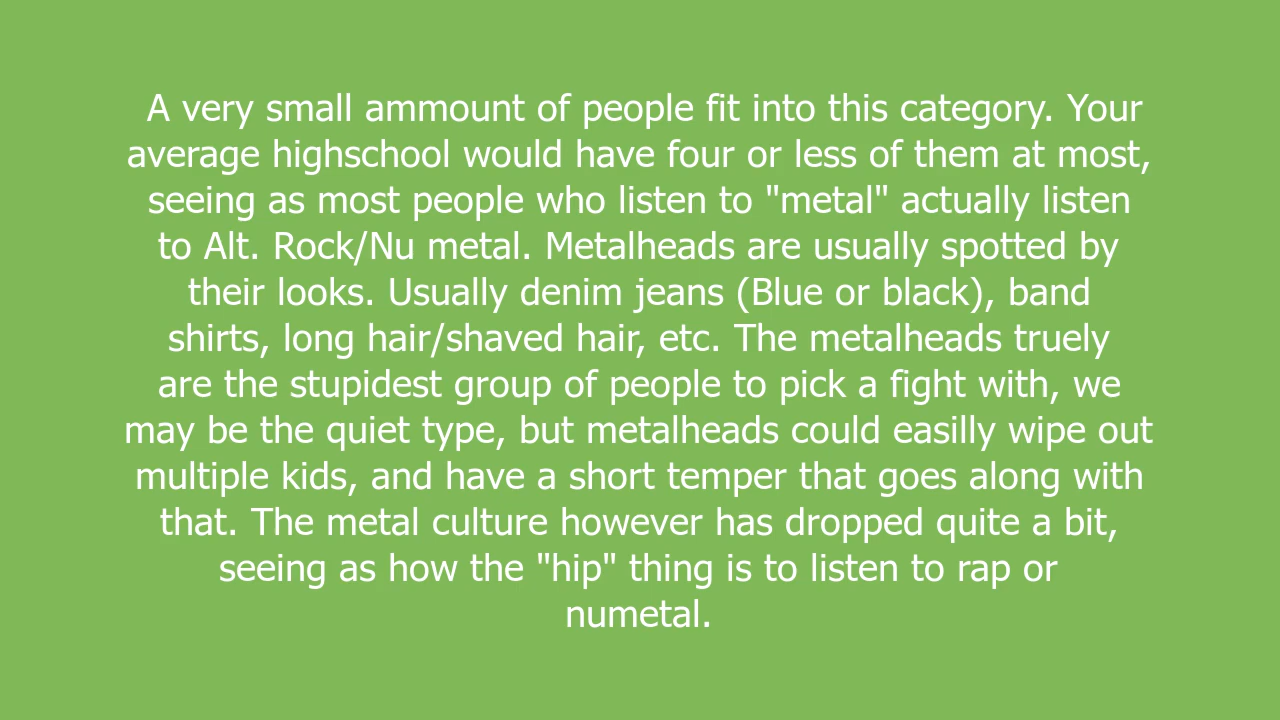 A very small ammount of people fit into this category. Your
average highschool would have four or less of them at most,
seeing as most people who listen to "metal" actually listen
to Alt. Rock/Nu metal. Metalheads are usually spotted by
their looks. Usually denim jeans (Blue or black), band
shirts, long hair/shaved hair, etc. The metalheads truely
are the stupidest group of people to pick a fight with, we
may be the quiet type, but metalheads could easilly wipe out
multiple kids, and have a short temper that goes along with
that. The metal culture however has dropped quite a bit,
seeing as how the "hip" thing is to listen to rap or
numetal.